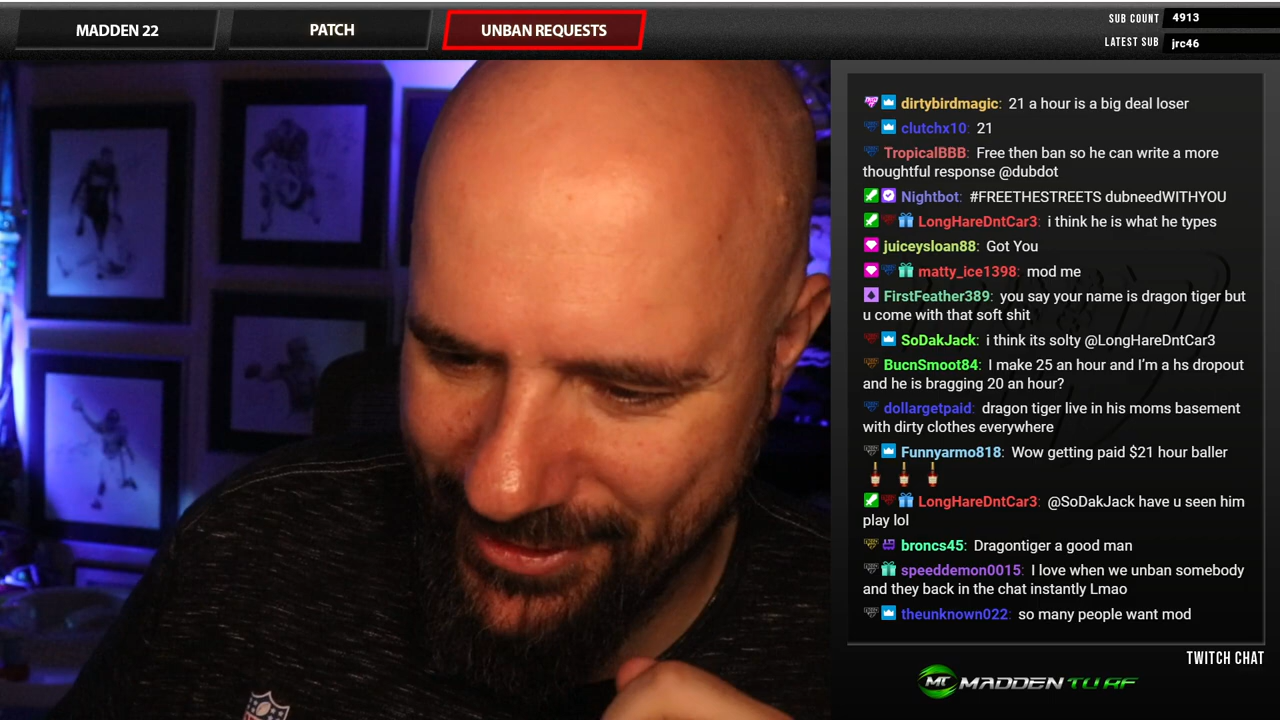 MADDEN 22
PATCH
UNBAN REQUESTS
SUB COUNT 4913
LATEST SUB jrc46
dirtybirdmagic: 21 a hour is a big deal loser
clutchx10: 21
TropicalBBB: Free then ban so he can write a more
thoughtful response @dubdot
Nightbot: #FREETHESTREETS dubneedWITHYOU
LongHareDntCar3: i think he is what he types
juiceysloan88: Got You
matty_ice1398: mod me
FirstFeather389: you say your name is dragon tiger but
u come with that soft shit
SoDakJack: i think its solty @LongHareDntCar3
BucnSmoot84: I make 25 an hour and I'm a hs dropout
and he is bragging 20 an hour?
dollargetpaid: dragon tiger live in his moms basement
with dirty clothes everywhere
Funnyarmo818: Wow getting paid $21 hour baller
LongHareDntCar3: @SoDakJack have u seen him
play lol
broncs45: Dragontiger a good man
speeddemon0015: I love when we unban somebody
and they back in the chat instantly Lmao
theunknown022: so many people want mod
TWITCH CHAT
MT MADDEN TURF
NFL